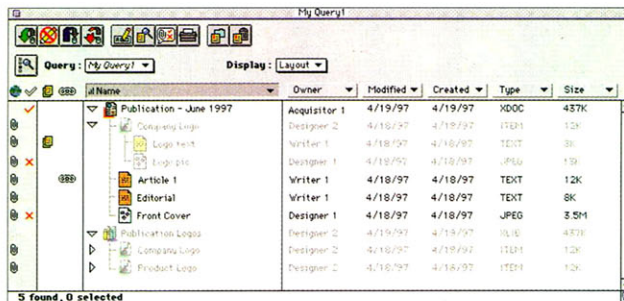 My Query1
Query: My Query1 Display: Layout
Name Owner Modified Created Type Size
Publication - June 1997 Acquisitor 1 4/19/97 4/19/97 XDOC 437K
Company Logo Designer 2 4/18/97 4/18/97 ITEM 12K
Logo text Writer 1 4/18/97 4/18/97 TEXT
Logo pic Designer 1 4/18/97 4/18/97 JPEG
Article 1 Writer 1 4/18/97 4/18/97 TEXT 12K
Editorial Writer 1 4/18/97 4/18/97 TEXT 8K
Front Cover Designer 1 4/18/97 4/18/97 JPEG 3.5M
Publication Logos Designer 2 4/19/97 4/19/97 XLIB 437K
Company Logo Designer 2 4/18/97 4/18/97 ITEM 12K
Product Logo Designer 2 4/18/97 4/18/97 ITEM 12K
5 found, 0 selected